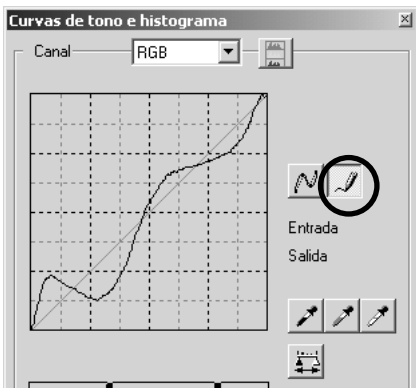 Curvas de tono e histograma
Canal
RGB
Entrada
Salida